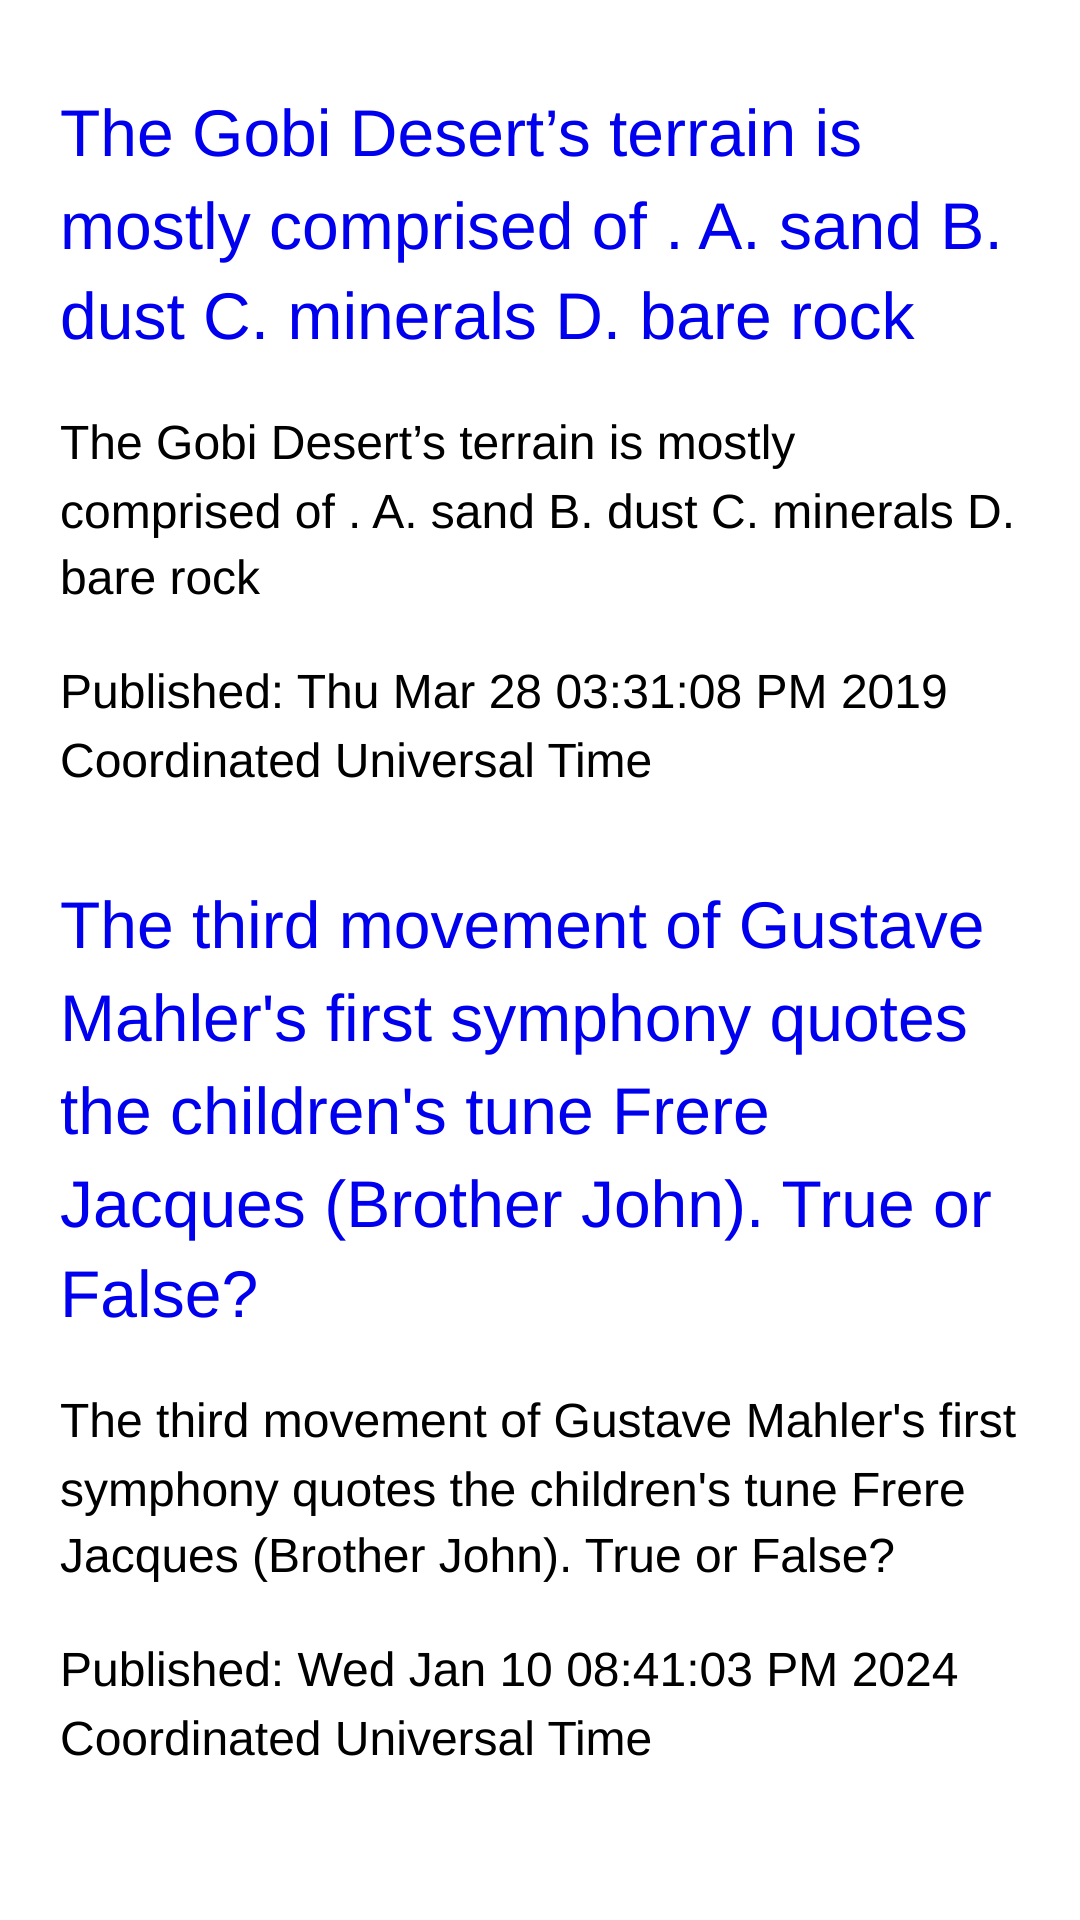 The Gobi Desert’s terrain is
mostly comprised of . A. sand B.
dust C. minerals D. bare rock
The Gobi Desert’s terrain is mostly
comprised of . A. sand B. dust C. minerals D.
bare rock
Published: Thu Mar 28 03:31:08 PM 2019
Coordinated Universal Time
The third movement of Gustave
Mahler's first symphony quotes
the children's tune Frere
Jacques (Brother John). True or
False?
The third movement of Gustave Mahler's first
symphony quotes the children's tune Frere
Jacques (Brother John). True or False?
Published: Wed Jan 10 08:41:03 PM 2024
Coordinated Universal Time